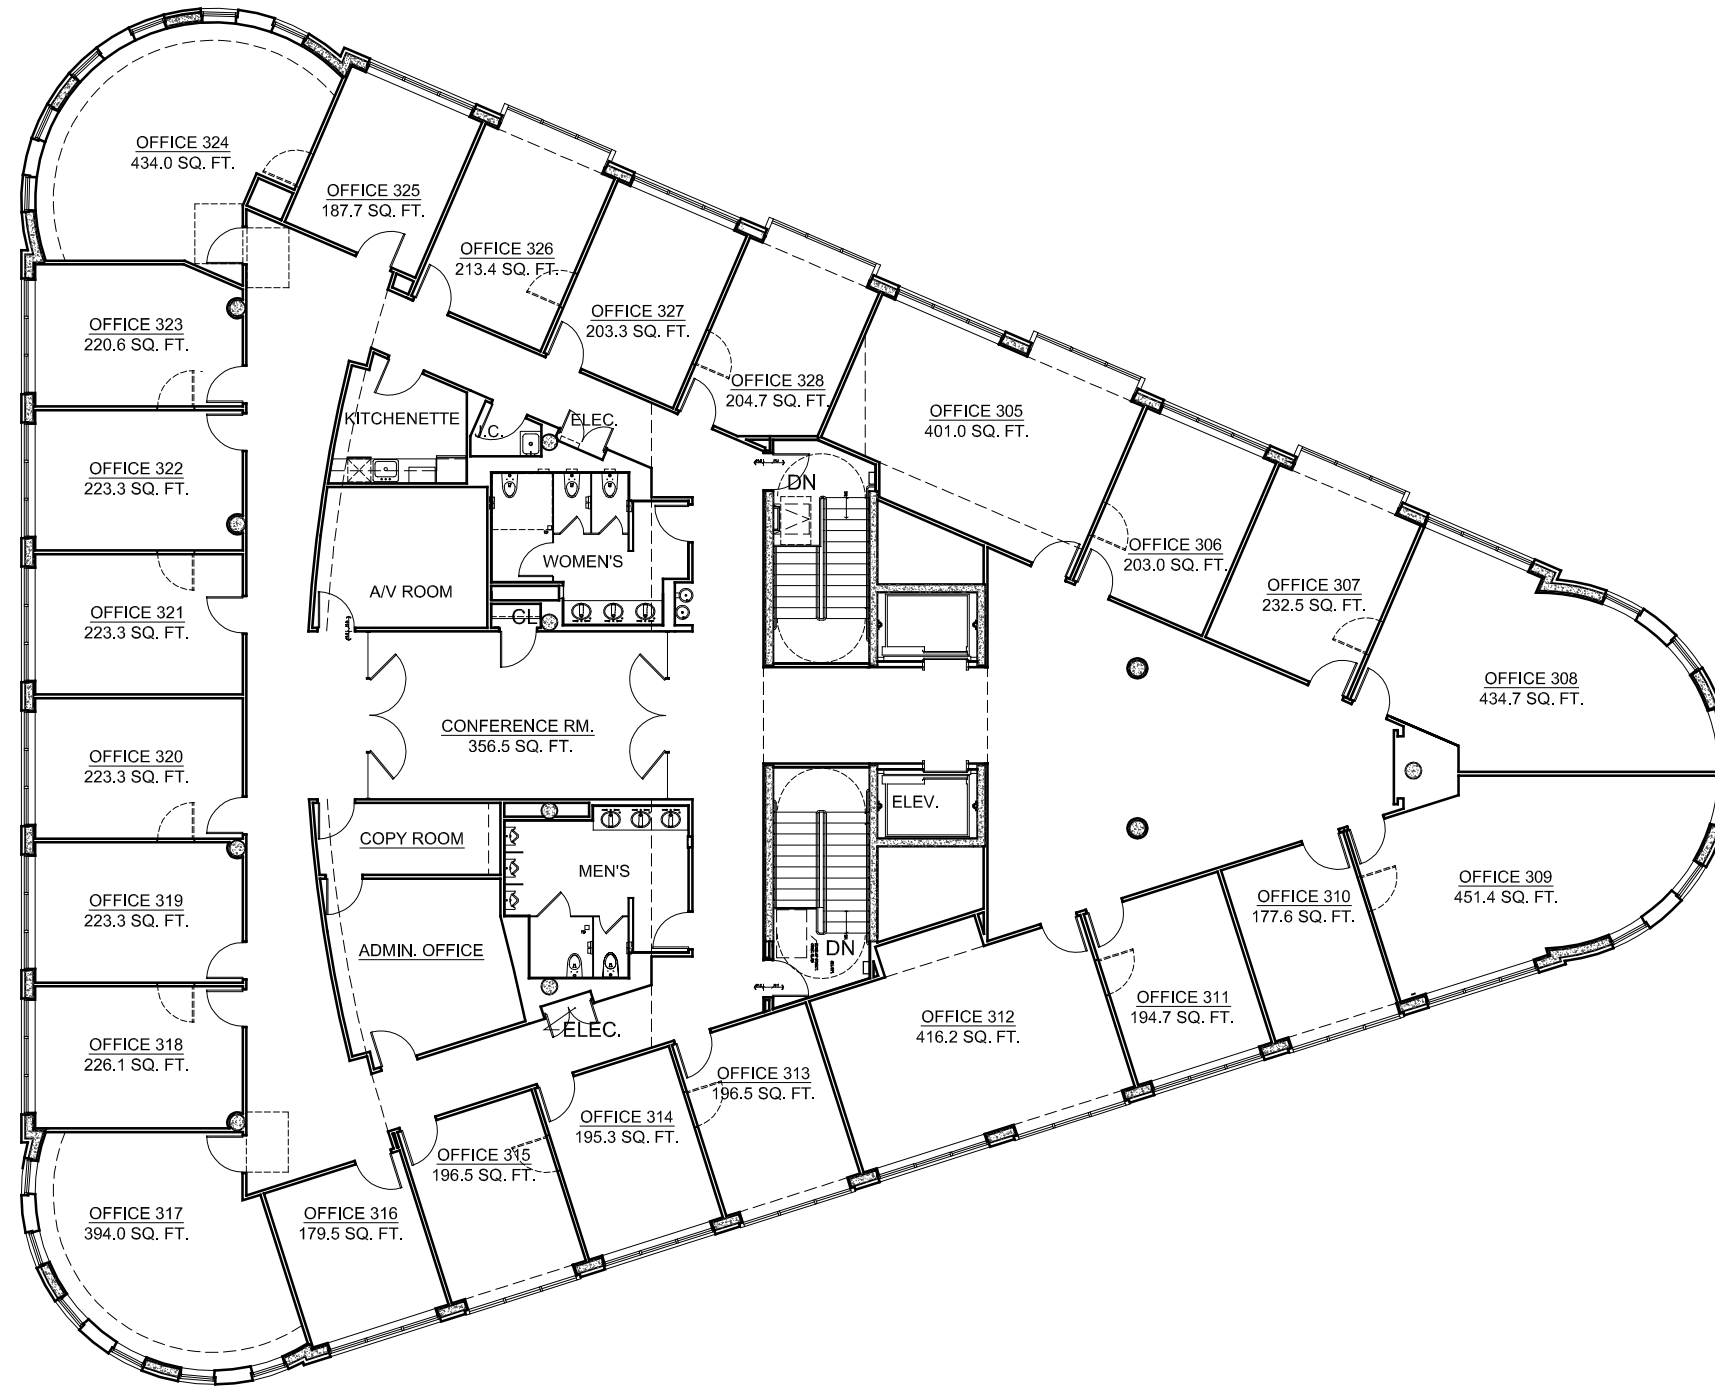 OFFICE 324
434.0 SQ. FT.
OFFICE 325
187.7 SQ. FT.
OFFICE 326
213.4 SQ. FT.
OFFICE 327
203.3 SQ. FT.
OFFICE 328
204.7 SQ. FT.
OFFICE 305
401.0 SQ. FT.
OFFICE 306
203.0 SQ. FT.
OFFICE 307
232.5 SQ. FT.
OFFICE 308
434.7 SQ. FT.
OFFICE 323
220.6 SQ. FT.
OFFICE 322
223.3 SQ. FT.
OFFICE 321
223.3 SQ. FT.
OFFICE 320
223.3 SQ. FT.
OFFICE 319
223.3 SQ. FT.
OFFICE 318
226.1 SQ. FT.
OFFICE 317
394.0 SQ. FT.
KITCHENETTE
J.C.
ELEC.
DN
WOMEN'S
A/V ROOM
CL
CONFERENCE RM.
356.5 SQ. FT.
ELEV.
COPY ROOM
MEN'S
ADMIN. OFFICE
DN
ELEC.
OFFICE 309
451.4 SQ. FT.
OFFICE 310
177.6 SQ. FT.
OFFICE 311
194.7 SQ. FT.
OFFICE 312
416.2 SQ. FT.
OFFICE 313
196.5 SQ. FT.
OFFICE 314
195.3 SQ. FT.
OFFICE 315
196.5 SQ. FT.
OFFICE 316
179.5 SQ. FT.